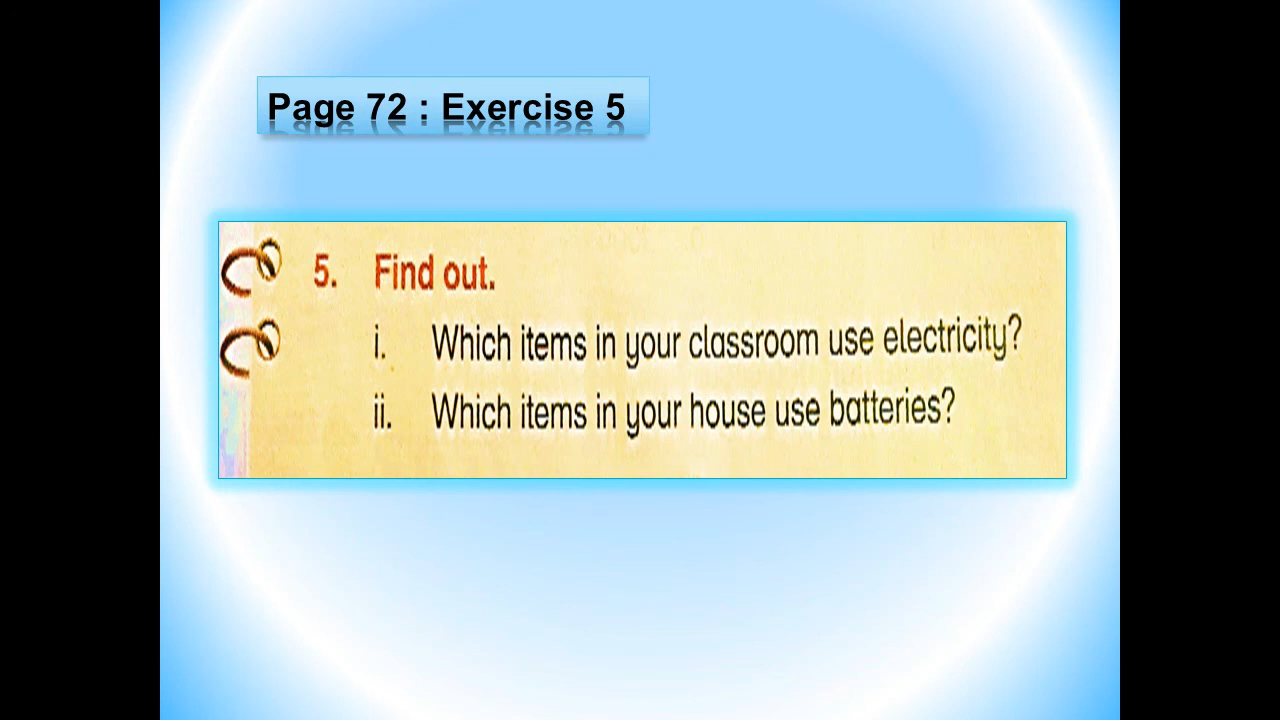 Page 72 : Exercise 5
5. Find out.
i. Which items in your classroom use electricity?
ii. Which items in your house use batteries?